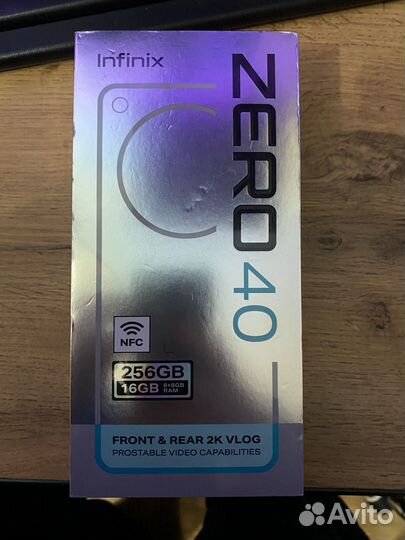 Infinix
ZERO 40
NFC
256GB
16GB 8+8GB RAM
FRONT & REAR 2K VLOG
PROSTABLE VIDEO CAPABILITIES
Avito